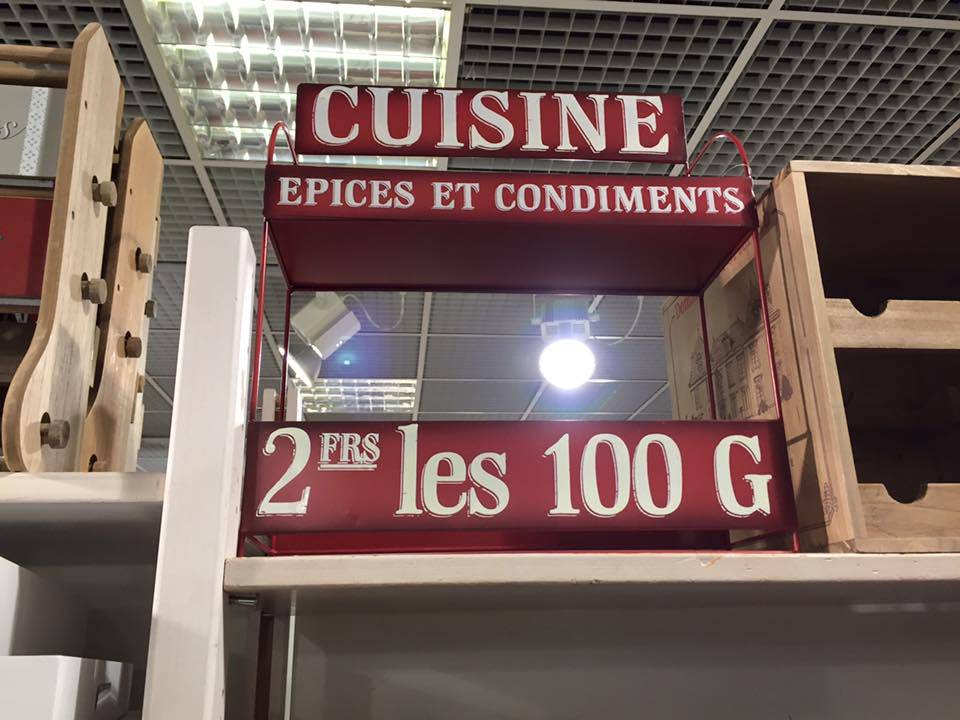 CUISINE
EPICES ET CONDIMENTS
2 FRS les 100 G